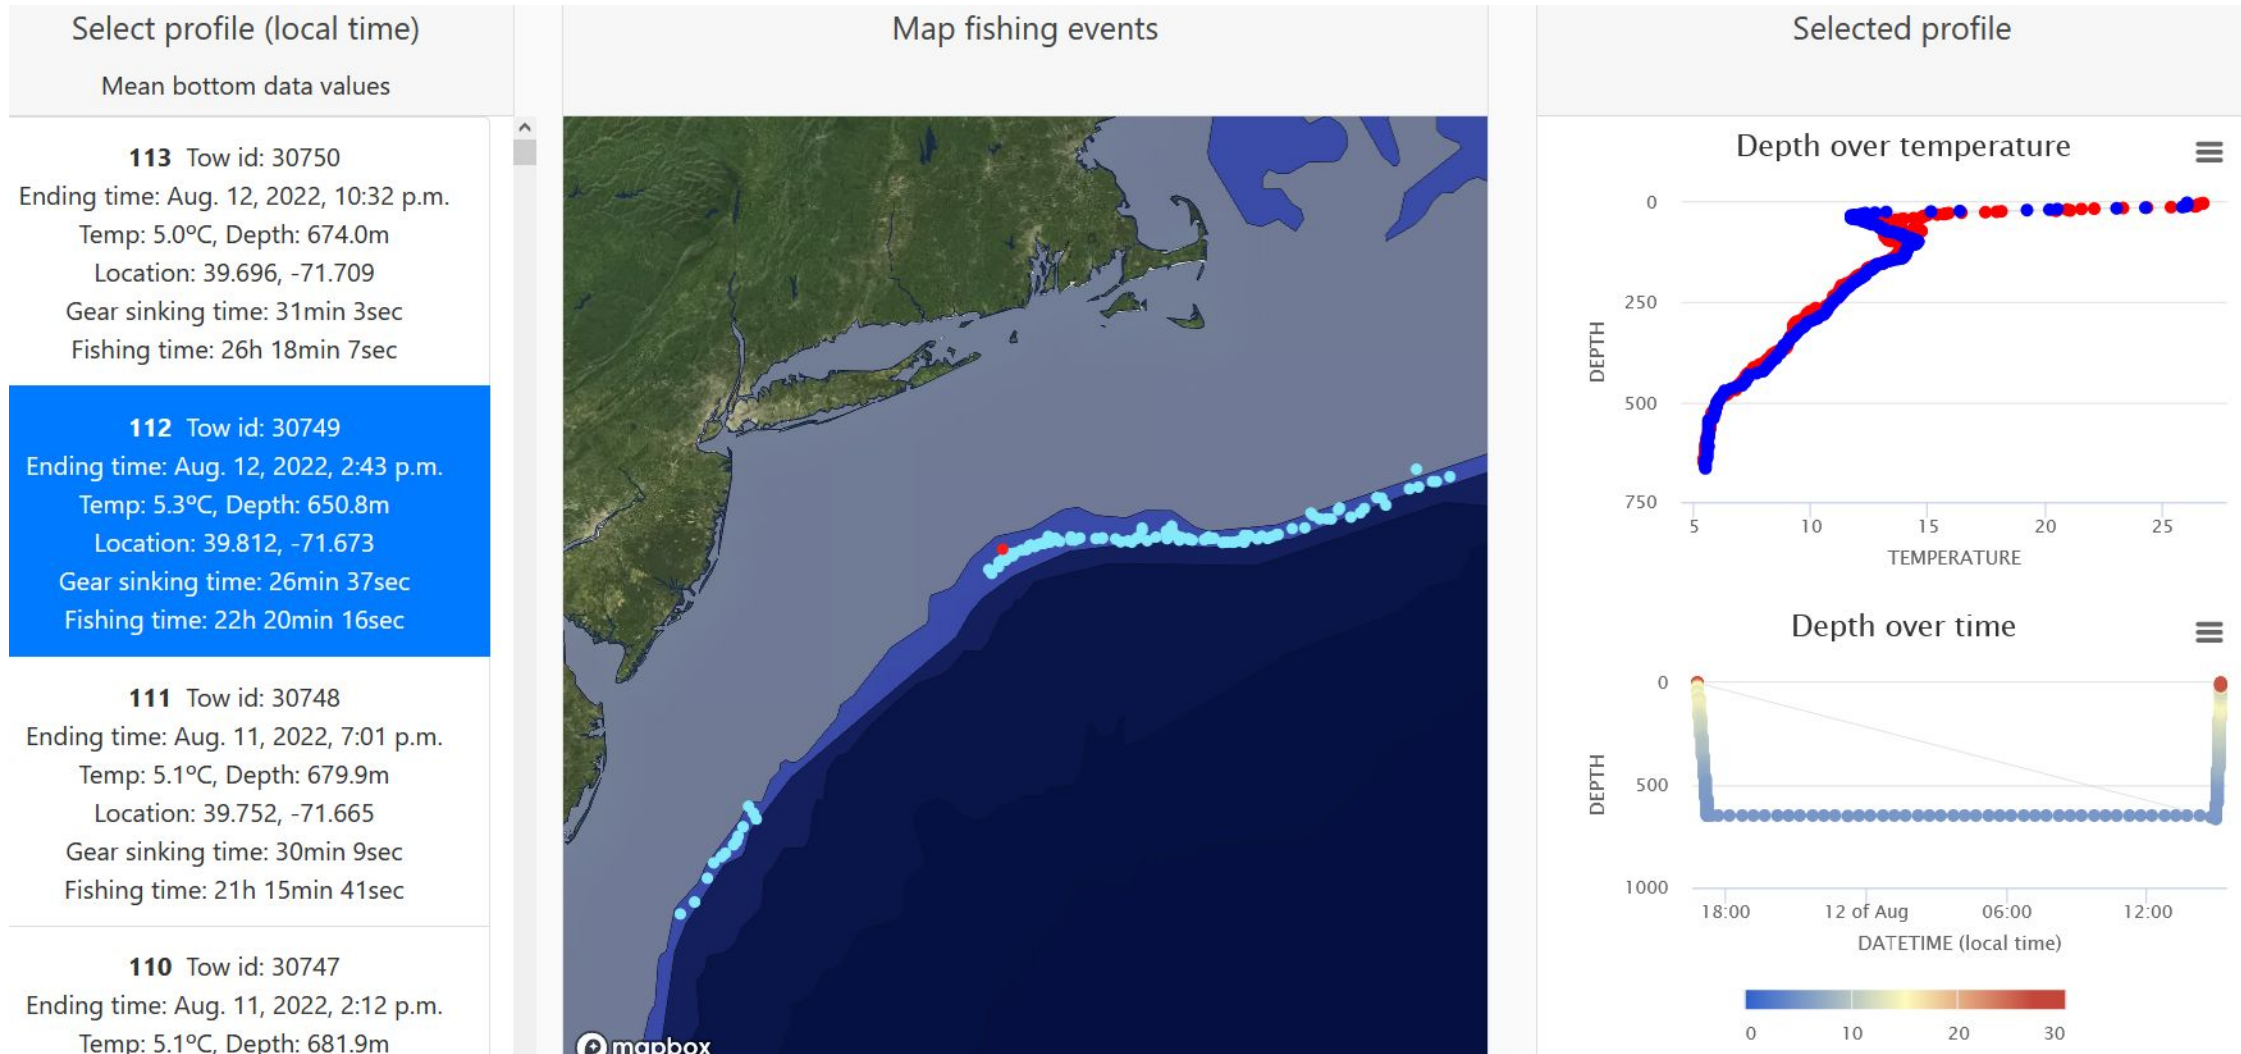 Select profile (local time)
Mean bottom data values
113 Tow id: 30750
Ending time: Aug. 12, 2022, 10:32 p.m.
Temp: 5.0ºC, Depth: 674.0m
Location: 39.696, -71.709
Gear sinking time: 31min 3sec
Fishing time: 26h 18min 7sec
112 Tow id: 30749
Ending time: Aug. 12, 2022, 2:43 p.m.
Temp: 5.3ºC, Depth: 650.8m
Location: 39.812, -71.673
Gear sinking time: 26min 37sec
Fishing time: 22h 20min 16sec
111 Tow id: 30748
Ending time: Aug. 11, 2022, 7:01 p.m.
Temp: 5.1ºC, Depth: 679.9m
Location: 39.752, -71.665
Gear sinking time: 30min 9sec
Fishing time: 21h 15min 41sec
110 Tow id: 30747
Ending time: Aug. 11, 2022, 2:12 p.m.
Temp: 5.1ºC, Depth: 681.9m
Map fishing events
mapbox
Selected profile
Depth over temperature
0
250
500
750
DEPTH
5 10 15 20 25
TEMPERATURE
Depth over time
0
500
1000
DEPTH
18:00 12 of Aug 06:00 12:00
DATETIME (local time)
0 10 20 30